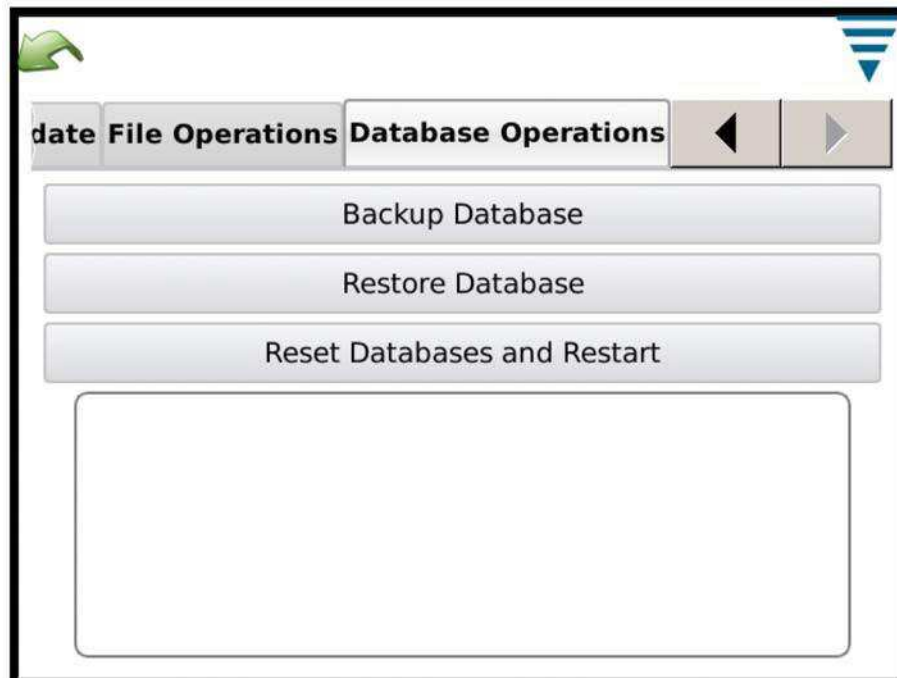 date File Operations Database Operations
Backup Database
Restore Database
Reset Databases and Restart